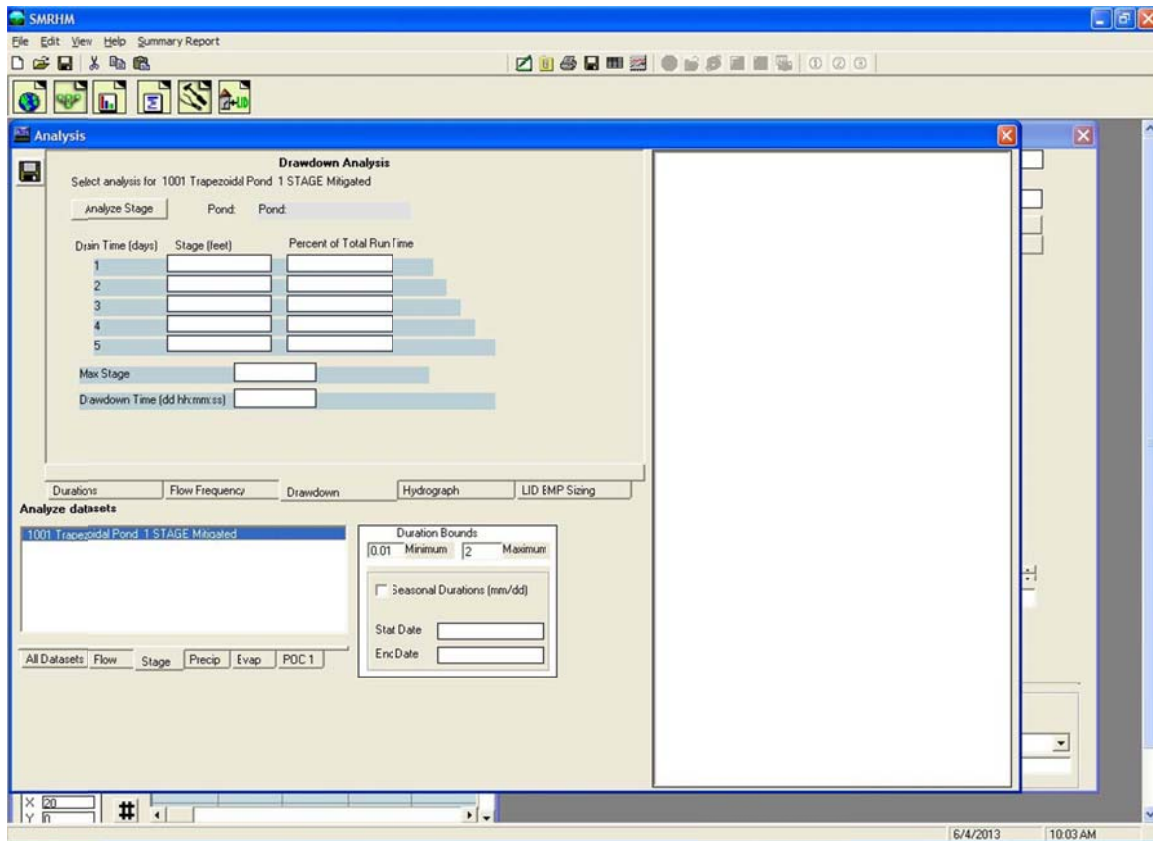 SMRHM
File Edit View Help Summary Report
Analysis
Drawdown Analysis
Select analysis for 1001 Trapezoidal Pond 1 STAGE Mitigated
Analyze Stage Pond: Pond:
Drain Time (days) Stage (feet) Percent of Total Run Time
1
2
3
4
5
Max Stage
Drawdown Time (dd hh:mm:ss)
Durations Flow Frequency Drawdown Hydrograph LID BMP Sizing
Analyze datasets
1001 Trapezoidal Pond 1 STAGE Mitigated
Duration Bounds
0.01 Minimum 2 Maximum
Seasonal Durations (mm/dd)
Start Date
End Date
All Datasets Flow Stage Precip Evap POC 1
X 20
Y 0
#
6/4/2013 10:03 AM